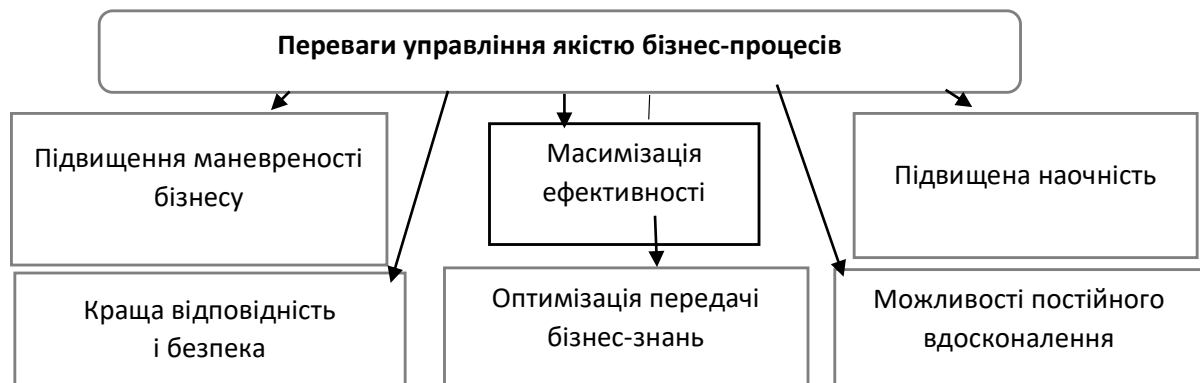 Переваги управління якістю бізнес-процесів
Підвищення маневреності
бізнесу
Масимізація
ефективності
Підвищена наочність
Краща відповідність
і безпека
Оптимізація передачі
бізнес-знань
Можливості постійного
вдосконалення